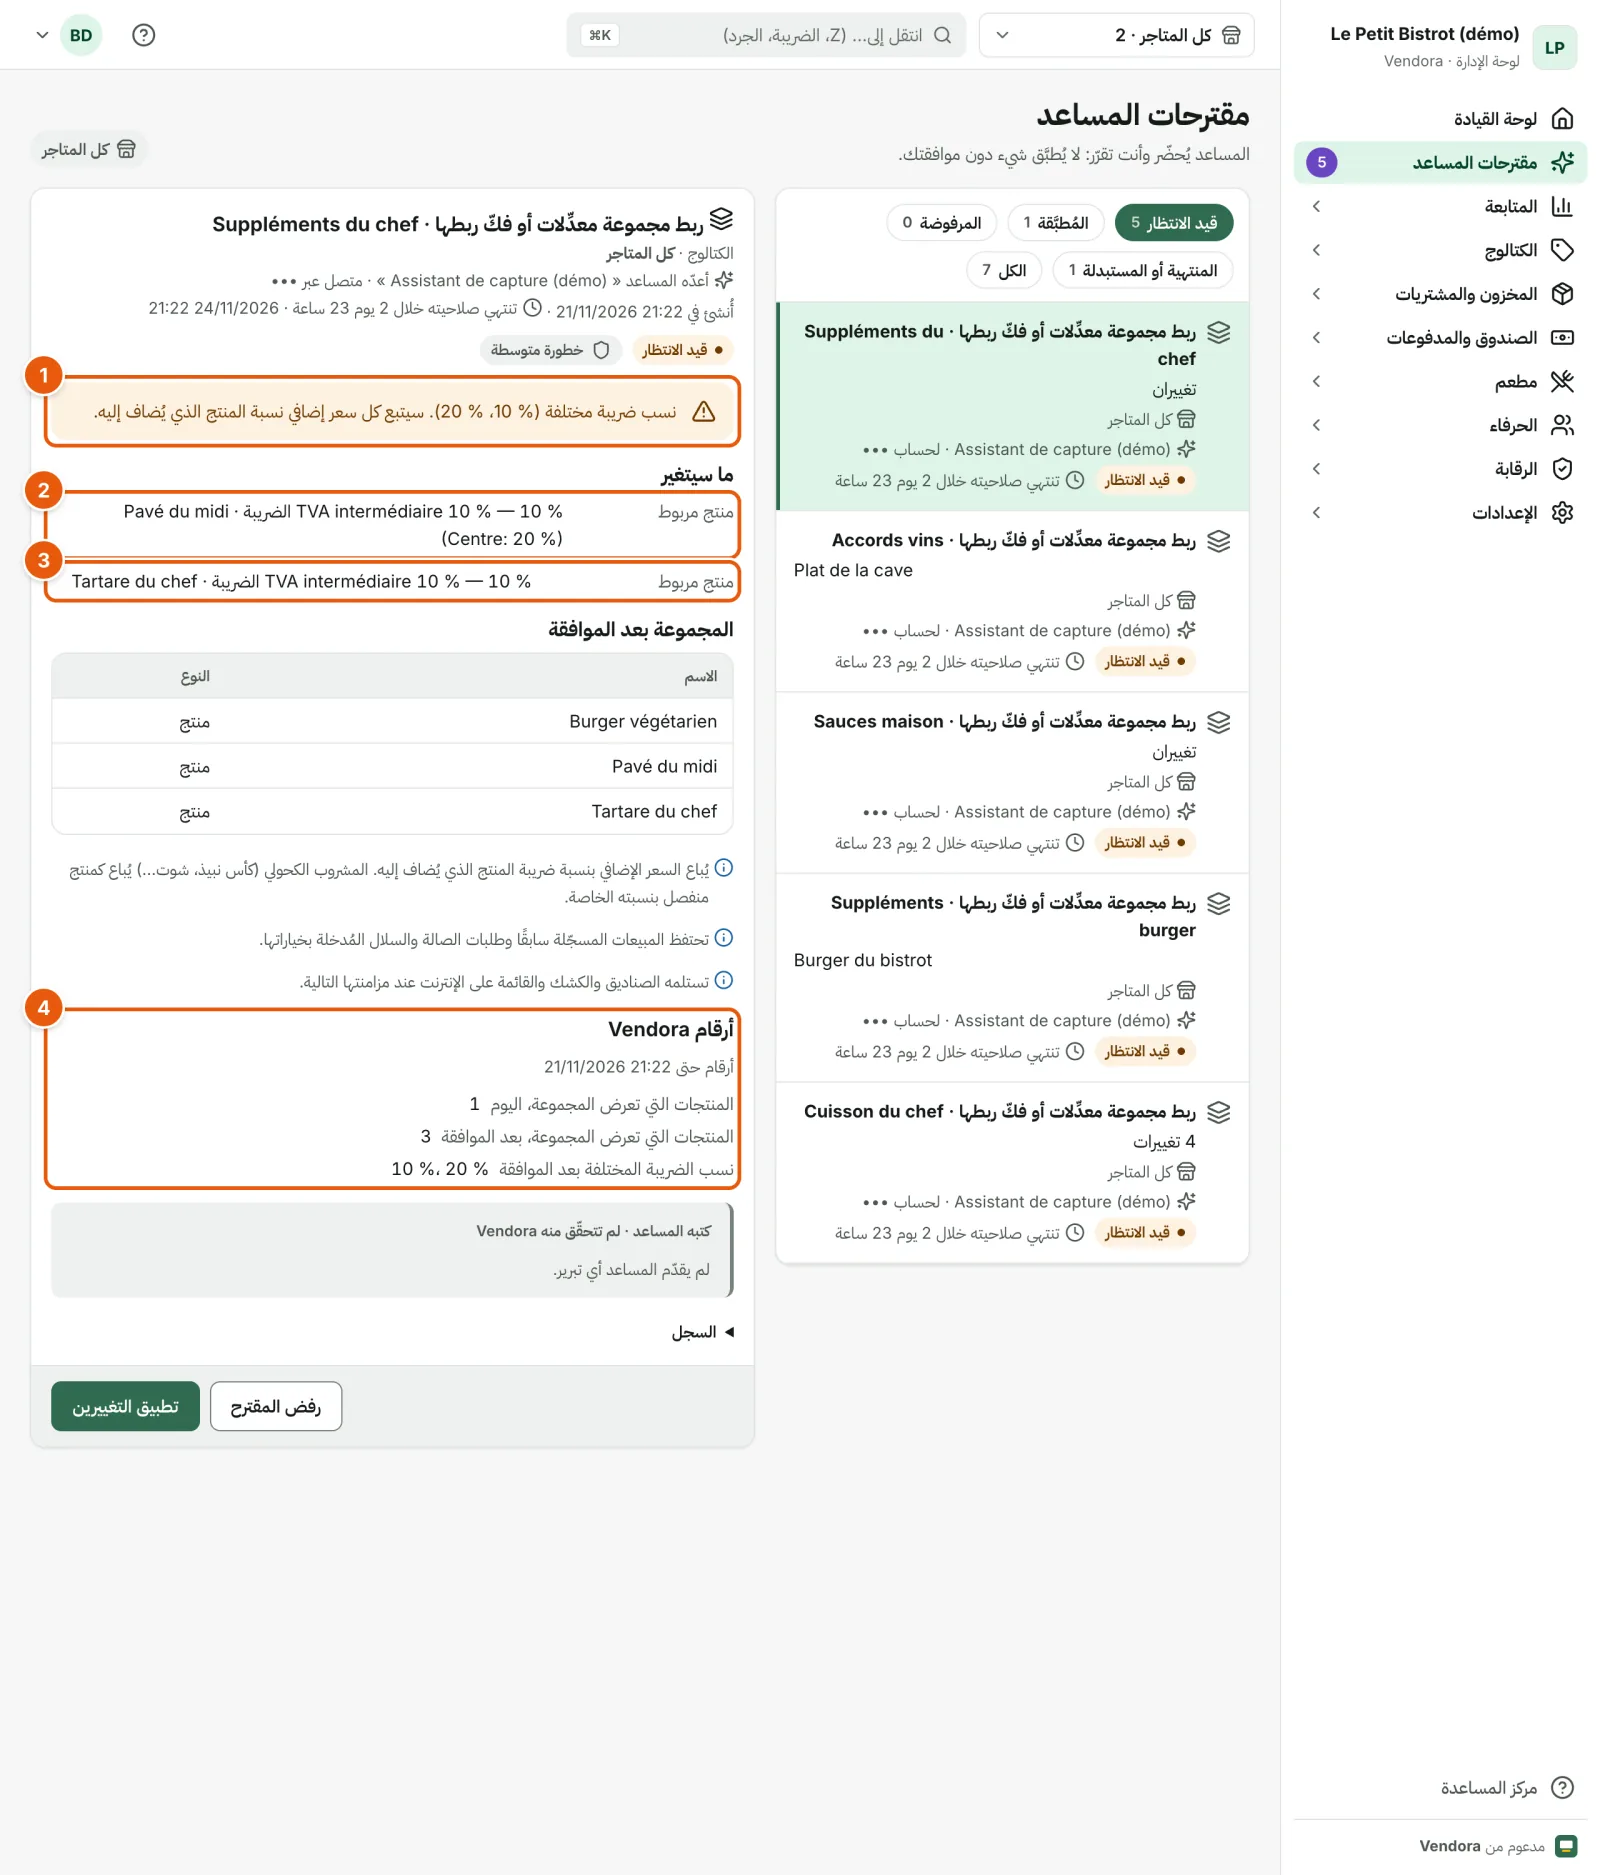 LP
Le Petit Bistrot (démo)
لوحة الإدارة · Vendora
لوحة القيادة
مقترحات المساعد
5
المتابعة
الكتالوج
المخزون والمشتريات
الصندوق والمدفوعات
مطعم
الحرفاء
الرقابة
الإعدادات
مركز المساعدة
مدعوم من Vendora
كل المتاجر · 2
انتقل إلى... (Z، الضريبة، الجرد)
⌘K
BD
مقترحات المساعد
المساعد يُحضّر وأنت تقرّر: لا يُطبَّق شيء دون موافقتك.
كل المتاجر
قيد الانتظار 5
المُطبَّقة 1
المرفوضة 0
المنتهية أو المستبدلة 1
الكل 7
ربط مجموعة معدِّلات أو فكّ ربطها · Suppléments du
chef
تغييران
كل المتاجر
Assistant de capture (démo) · لحساب •••
قيد الانتظار
تنتهي صلاحيته خلال 2 يوم 23 ساعة
ربط مجموعة معدِّلات أو فكّ ربطها · Accords vins
Plat de la cave
كل المتاجر
Assistant de capture (démo) · لحساب •••
قيد الانتظار
تنتهي صلاحيته خلال 2 يوم 23 ساعة
ربط مجموعة معدِّلات أو فكّ ربطها · Sauces maison
تغييران
كل المتاجر
Assistant de capture (démo) · لحساب •••
قيد الانتظار
تنتهي صلاحيته خلال 2 يوم 23 ساعة
ربط مجموعة معدِّلات أو فكّ ربطها · Suppléments
burger
Burger du bistrot
كل المتاجر
Assistant de capture (démo) · لحساب •••
قيد الانتظار
تنتهي صلاحيته خلال 2 يوم 23 ساعة
ربط مجموعة معدِّلات أو فكّ ربطها · Cuisson du chef
4 تغييرات
كل المتاجر
Assistant de capture (démo) · لحساب •••
قيد الانتظار
تنتهي صلاحيته خلال 2 يوم 23 ساعة
ربط مجموعة معدِّلات أو فكّ ربطها · Suppléments du chef
الكتالوج · كل المتاجر
أعدّه المساعد « Assistant de capture (démo) » · متصل عبر •••
أُنشئ في 21/11/2026 21:22 · تنتهي صلاحيته خلال 2 يوم 23 ساعة · 24/11/2026 21:22
قيد الانتظار
خطورة متوسطة
1
نسب ضريبة مختلفة (10 %، 20 %). سيتبع كل سعر إضافي نسبة المنتج الذي يُضاف إليه.
ما سيتغير
2
منتج مربوط
Pavé du midi · الضريبة TVA intermédiaire 10 % — 10 %
(Centre: 20 %)
3
منتج مربوط
Tartare du chef · الضريبة TVA intermédiaire 10 % — 10 %
المجموعة بعد الموافقة
الاسم
النوع
Burger végétarien
منتج
Pavé du midi
منتج
Tartare du chef
منتج
يُباع السعر الإضافي بنسبة ضريبة المنتج الذي يُضاف إليه. المشروب الكحولي (كأس نبيذ، شوت...) يُباع كمنتج
منفصل بنسبته الخاصة.
تحتفظ المبيعات المسجّلة سابقًا وطلبات الصالة والسلال المُدخلة بخياراتها.
تستلمه الصناديق والكشك والقائمة على الإنترنت عند مزامنتها التالية.
4
أرقام Vendora
أرقام حتى 21/11/2026 21:22
المنتجات التي تعرض المجموعة، اليوم 1
المنتجات التي تعرض المجموعة، بعد الموافقة 3
نسب الضريبة المختلفة بعد الموافقة 10 %، 20 %
كتبه المساعد · لم تتحقّق منه Vendora
لم يقدّم المساعد أي تبرير.
السجل
رفض المقترح
تطبيق التغييرين